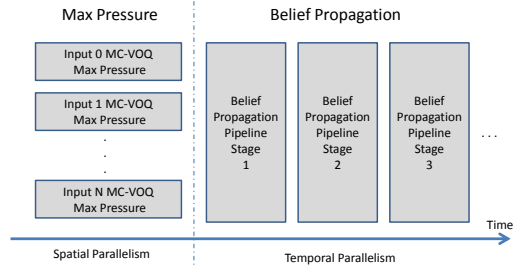 Max Pressure
Belief Propagation
Input 0 MC-VOQ
Max Pressure
Input 1 MC-VOQ
Max Pressure
.
.
.
Input N MC-VOQ
Max Pressure
Belief
Propagation
Pipeline
Stage
1
Belief
Propagation
Pipeline
Stage
2
Belief
Propagation
Pipeline
Stage
3
. . .
Time
Spatial Parallelism
Temporal Parallelism